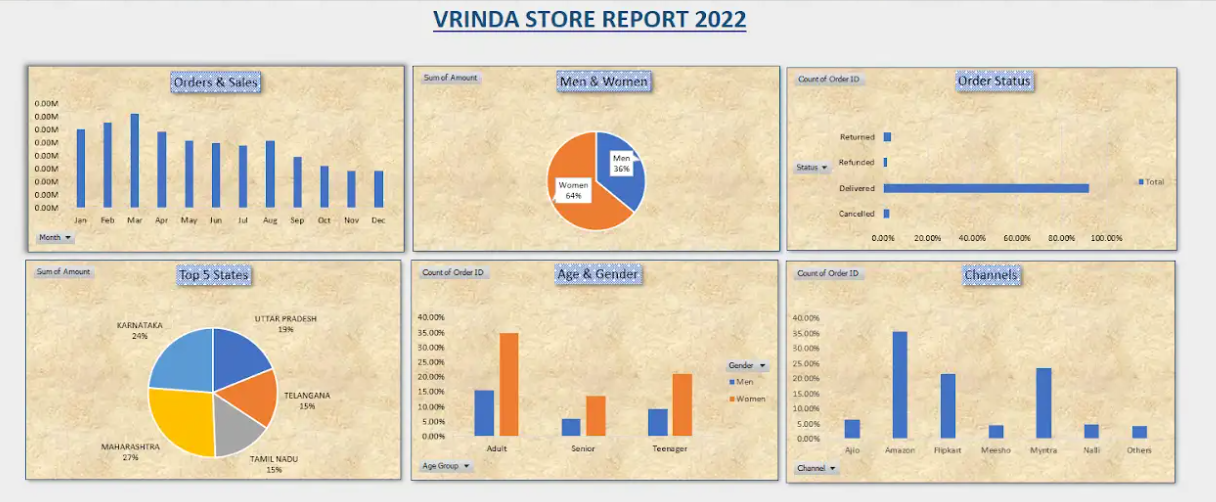 VRINDA STORE REPORT 2022
Orders & Sales
0.00M
0.00M
0.00M
0.00M
0.00M
0.00M
0.00M
0.00M
0.00M
Jan Feb Mar Apr May Jun Jul Aug Sep Oct Nov Dec
Month
Sum of Amount
Men & Women
Men
36%
Women
64%
Count of Order ID
Order Status
Status
Returned
Refunded
Delivered
Cancelled
Total
0.00% 20.00% 40.00% 60.00% 80.00% 100.00%
Sum of Amount
Top 5 States
KARNATAKA
24%
UTTAR PRADESH
19%
TELANGANA
15%
MAHARASHTRA
27%
TAMIL NADU
15%
Count of Order ID
Age & Gender
40.00%
35.00%
30.00%
25.00%
20.00%
15.00%
10.00%
5.00%
0.00%
Adult Senior Teenager
Gender
Men
Women
Age Group
Count of Order ID
Channels
40.00%
35.00%
30.00%
25.00%
20.00%
15.00%
10.00%
5.00%
0.00%
Ajio Amazon Flipkart Meesho Myntra Nalli Others
Channel